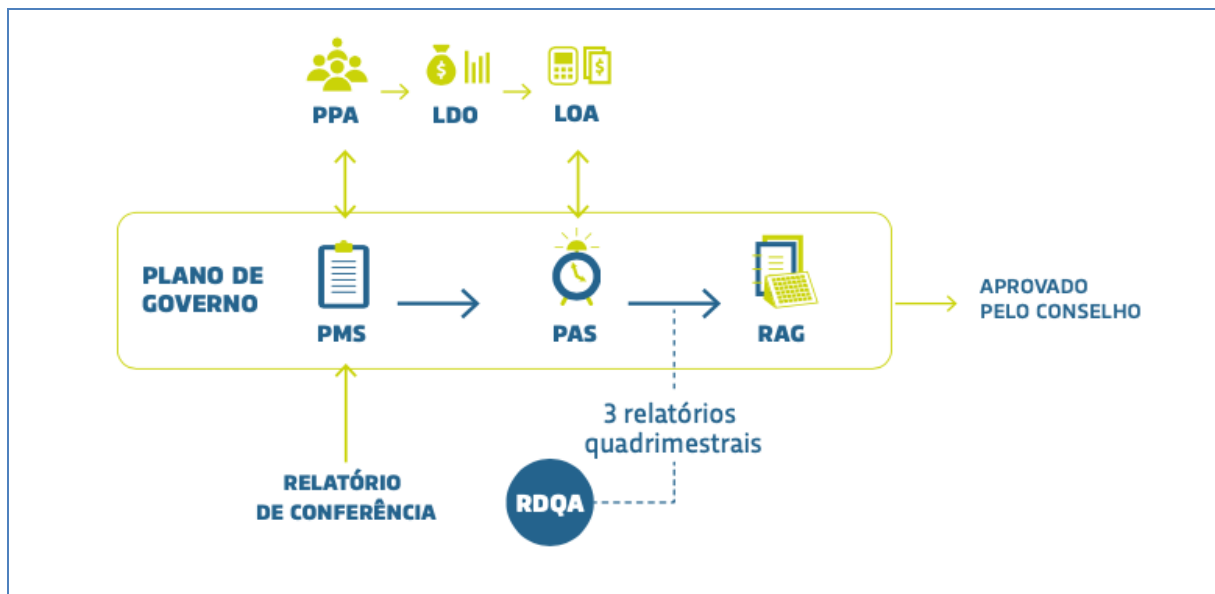 PPA
LDO
LOA
PLANO DE
GOVERNO
PMS
PAS
RAG
APROVADO
PELO CONSELHO
3 relatórios
quadrimestrais
RELATÓRIO
DE CONFERÊNCIA
RDQA